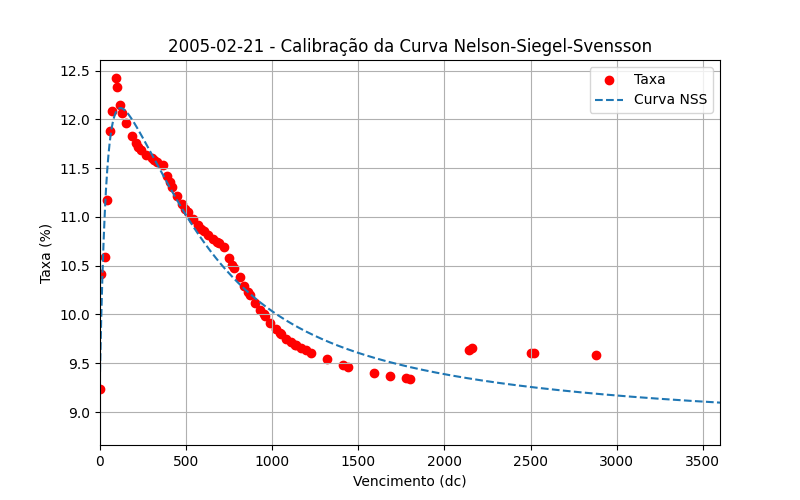 2005-02-21 - Calibração da Curva Nelson-Siegel-Svensson
12.5
12.0
11.5
11.0
10.5
10.0
9.5
9.0
Taxa (%)
Taxa
Curva NSS
0 500 1000 1500 2000 2500 3000 3500
Vencimento (dc)